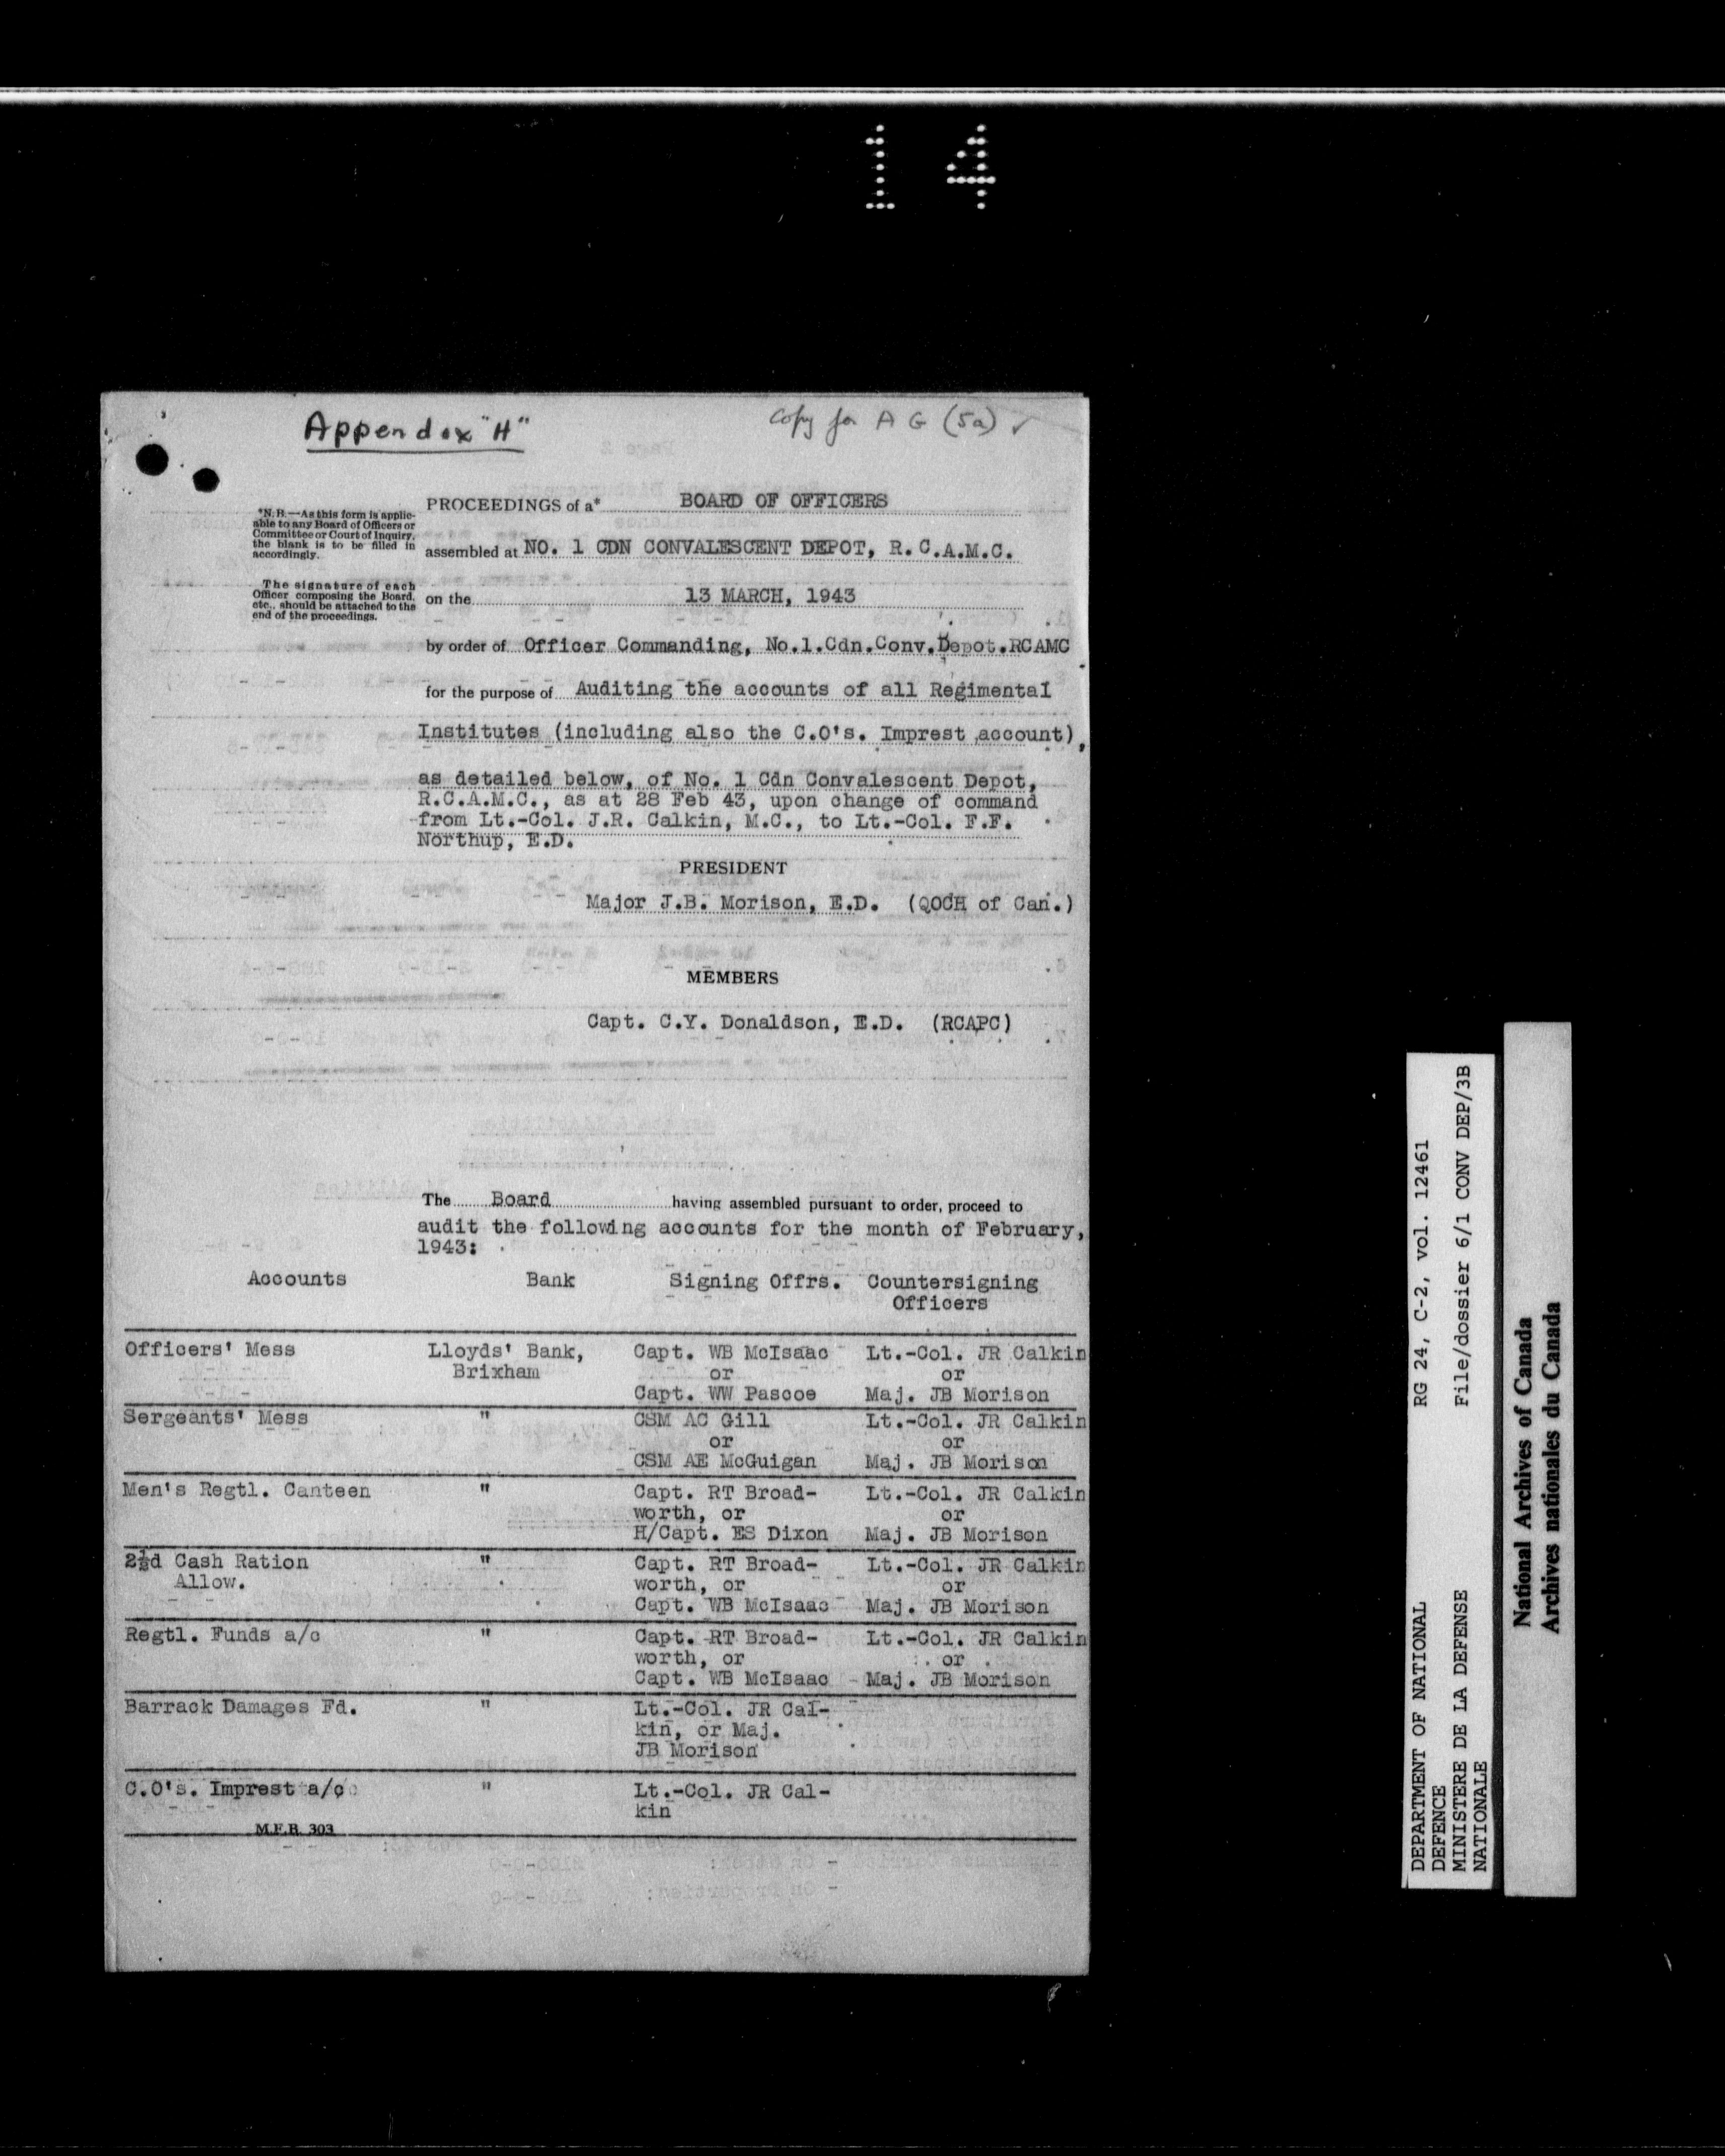 14
Appendix "H"
Copy for A G (5a) ✓
PROCEEDINGS of a* BOARD OF OFFICERS
*N.B.—As this form is applic-
able to any Board of Officers or
Committee or Court of Inquiry,
the blank is to be filled in
accordingly.
assembled at NO. 1 CDN CONVALESCENT DEPOT, R.C.A.M.C.
The signature of each
Officer composing the Board,
etc., should be attached to the
end of the proceedings.
on the 13 MARCH, 1943
by order of Officer Commanding, No.1.Cdn.Conv.Depot.RCAMC
for the purpose of Auditing the accounts of all Regimental
Institutes (including also the C.O's. Imprest account),
as detailed below, of No. 1 Cdn Convalescent Depot,
R.C.A.M.C., as at 28 Feb 43, upon change of command
from Lt.-Col. J.R. Calkin, M.C., to Lt.-Col. F.F.
Northup, E.D.
PRESIDENT
Major J.B. Morison, E.D. (QOCH of Can.)
MEMBERS
Capt. C.Y. Donaldson, E.D. (RCAPC)
The Board having assembled pursuant to order, proceed to
audit the following accounts for the month of February,
1943:
Accounts Bank Signing Offrs. Countersigning
Officers
Officers' Mess Lloyds' Bank, Capt. WB McIsaac Lt.-Col. JR Calkin
Brixham or or
Capt. WW Pascoe Maj. JB Morison
Sergeants' Mess " CSM AC Gill Lt.-Col. JR Calkin
or or
CSM AE McGuigan Maj. JB Morison
Men's Regtl. Canteen " Capt. RT Broad- Lt.-Col. JR Calkin
worth, or or
H/Capt. ES Dixon Maj. JB Morison
2½d Cash Ration " Capt. RT Broad- Lt.-Col. JR Calkin
Allow. worth, or or
Capt. WB McIsaac Maj. JB Morison
Regtl. Funds a/c " Capt. RT Broad- Lt.-Col. JR Calkin
worth, or or
Capt. WB McIsaac Maj. JB Morison
Barrack Damages Fd. " Lt.-Col. JR Cal-
kin, or Maj.
JB Morison
C.O's. Imprest a/c " Lt.-Col. JR Cal-
kin
M.F.B. 303
DEPARTMENT OF NATIONAL RG 24, C-2, vol. 12461
DEFENCE
MINISTERE DE LA DEFENSE File/dossier 6/1 CONV DEP/3B
NATIONALE
National Archives of Canada
Archives nationales du Canada